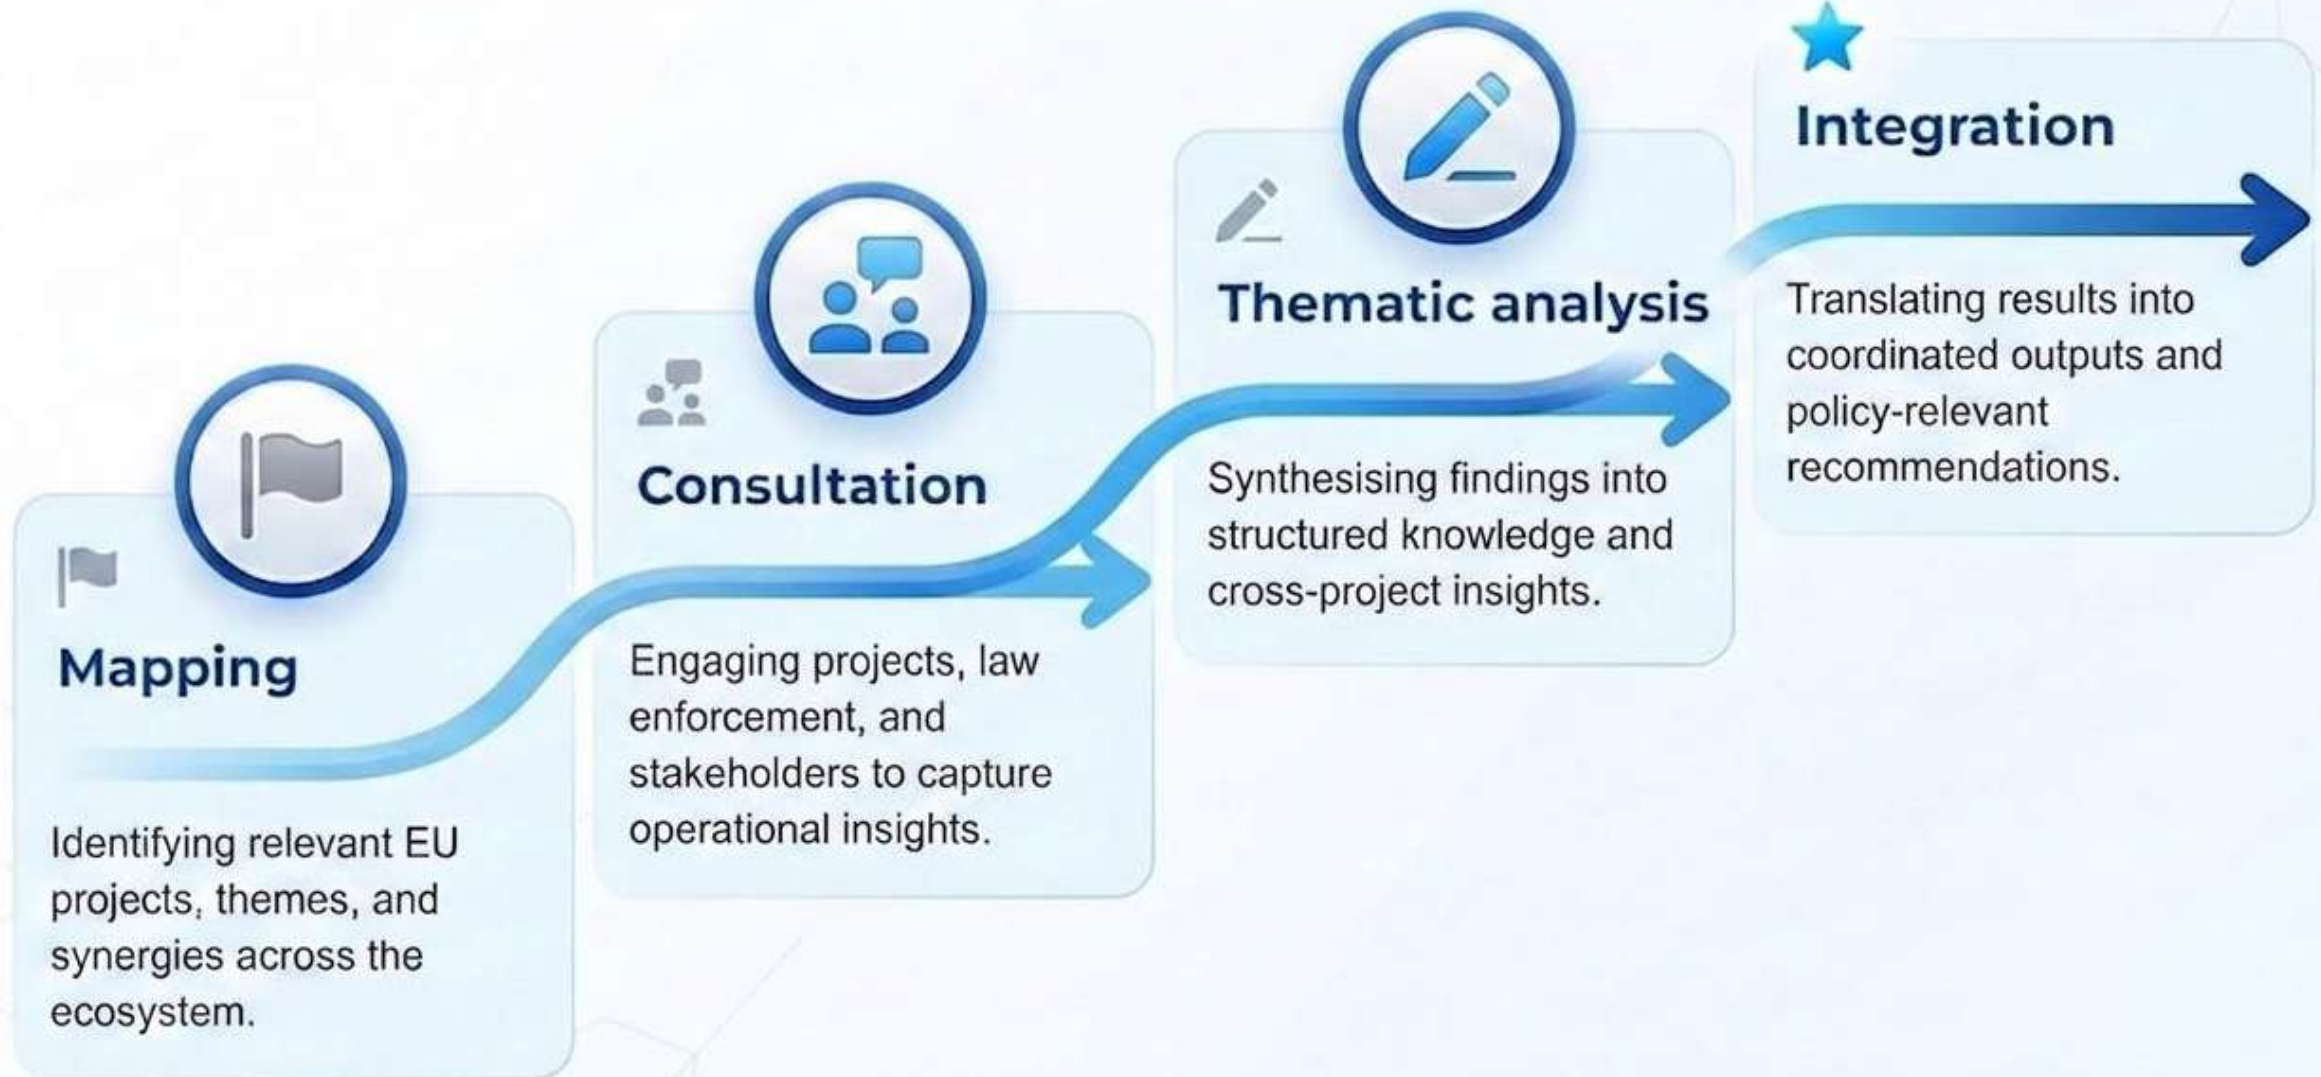 Mapping
Identifying relevant EU
projects, themes, and
synergies across the
ecosystem.
Consultation
Engaging projects, law
enforcement, and
stakeholders to capture
operational insights.
Thematic analysis
Synthesising findings into
structured knowledge and
cross-project insights.
Integration
Translating results into
coordinated outputs and
policy-relevant
recommendations.